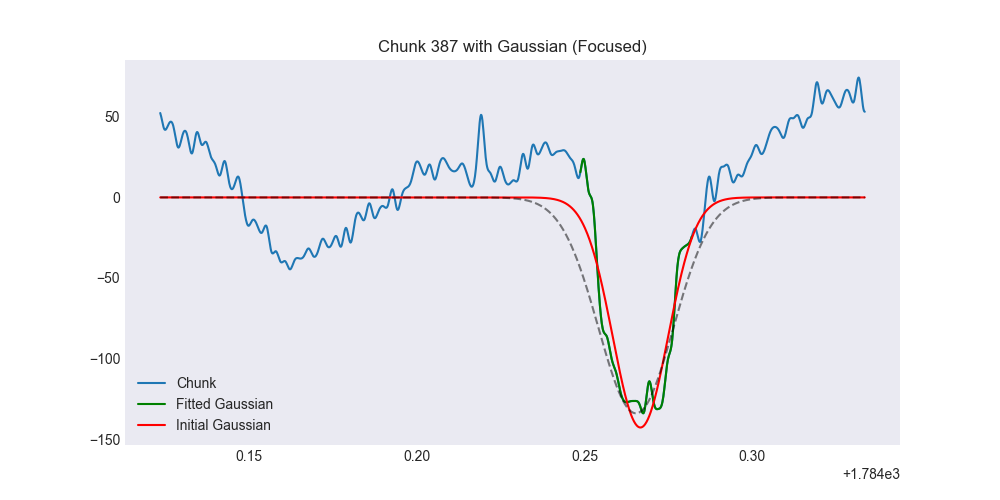 Chunk 387 with Gaussian (Focused)
50
0
−50
−100
−150
Chunk
Fitted Gaussian
Initial Gaussian
0.15 0.20 0.25 0.30
+1.784e3